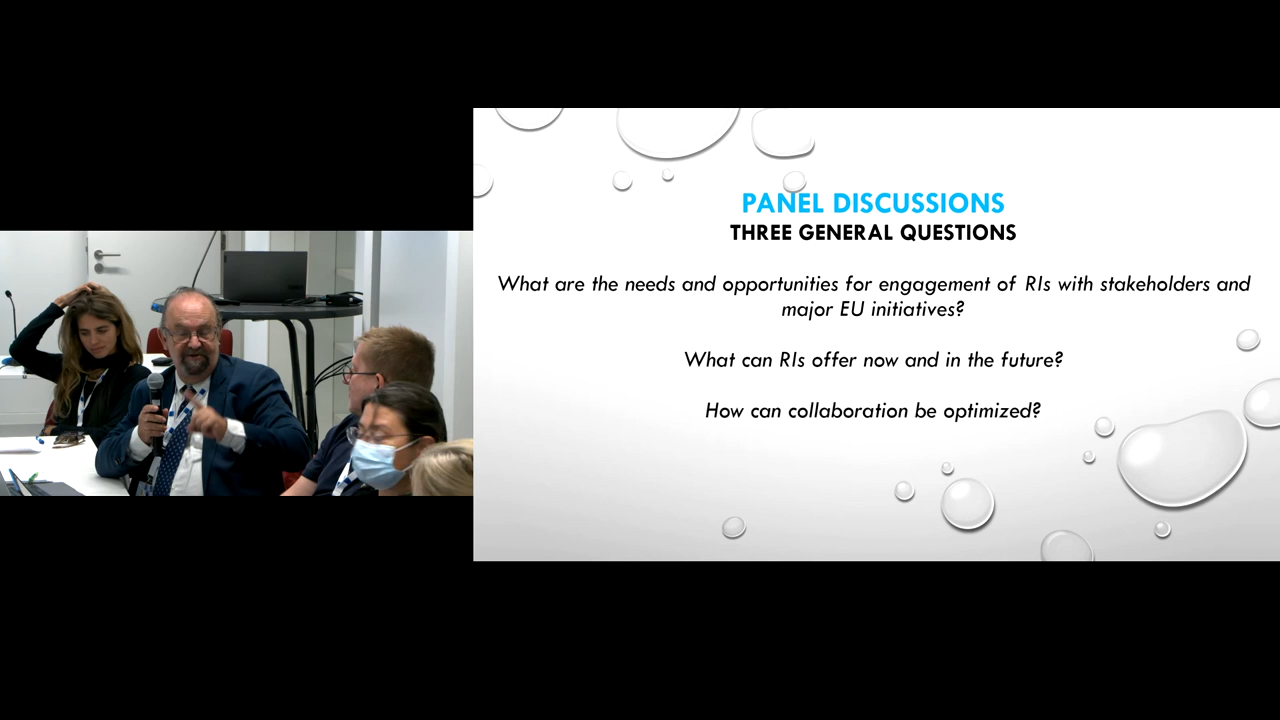 PANEL DISCUSSIONS
THREE GENERAL QUESTIONS
What are the needs and opportunities for engagement of RIs with stakeholders and
major EU initiatives?
What can RIs offer now and in the future?
How can collaboration be optimized?